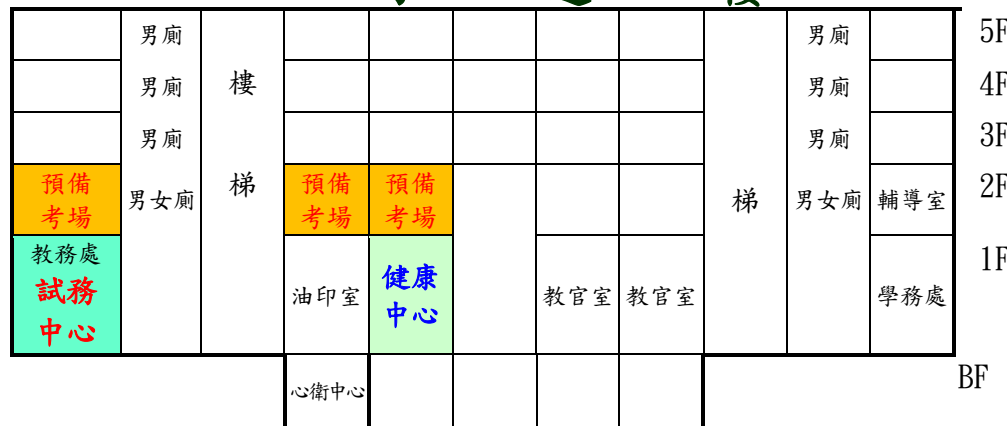 男廁 男廁 5F
男廁 樓 男廁 4F
男廁 男廁 3F
預備考場 男女廁 梯 預備考場 預備考場 梯 男女廁 輔導室 2F
教務處 試務中心 油印室 健康中心 教官室 教官室 學務處 1F
心衛中心 BF